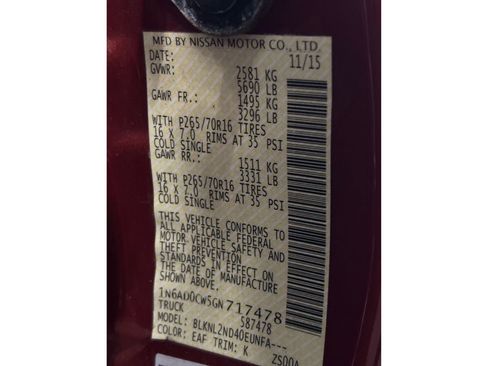 MFD BY NISSAN MOTOR CO., LTD.
DATE: 11/15
GVWR: 2581 KG
5690 LB
GAWR FR.: 1495 KG
3296 LB
WITH P265/70R16 TIRES
16 X 7.0 RIMS AT 35 PSI
COLD SINGLE
GAWR RR.: 1511 KG
3331 LB
WITH P265/70R16 TIRES
16 X 7.0 RIMS AT 35 PSI
COLD SINGLE
THIS VEHICLE CONFORMS TO
ALL APPLICABLE FEDERAL
MOTOR VEHICLE SAFETY AND
THEFT PREVENTION
STANDARDS IN EFFECT ON
THE DATE OF MANUFACTURE
SHOWN ABOVE
1N6AD0CW5GN717478
TRUCK 587478
MODEL: BLKNL2ND40EUNFA---
COLOR: EAF TRIM: K ZS00A